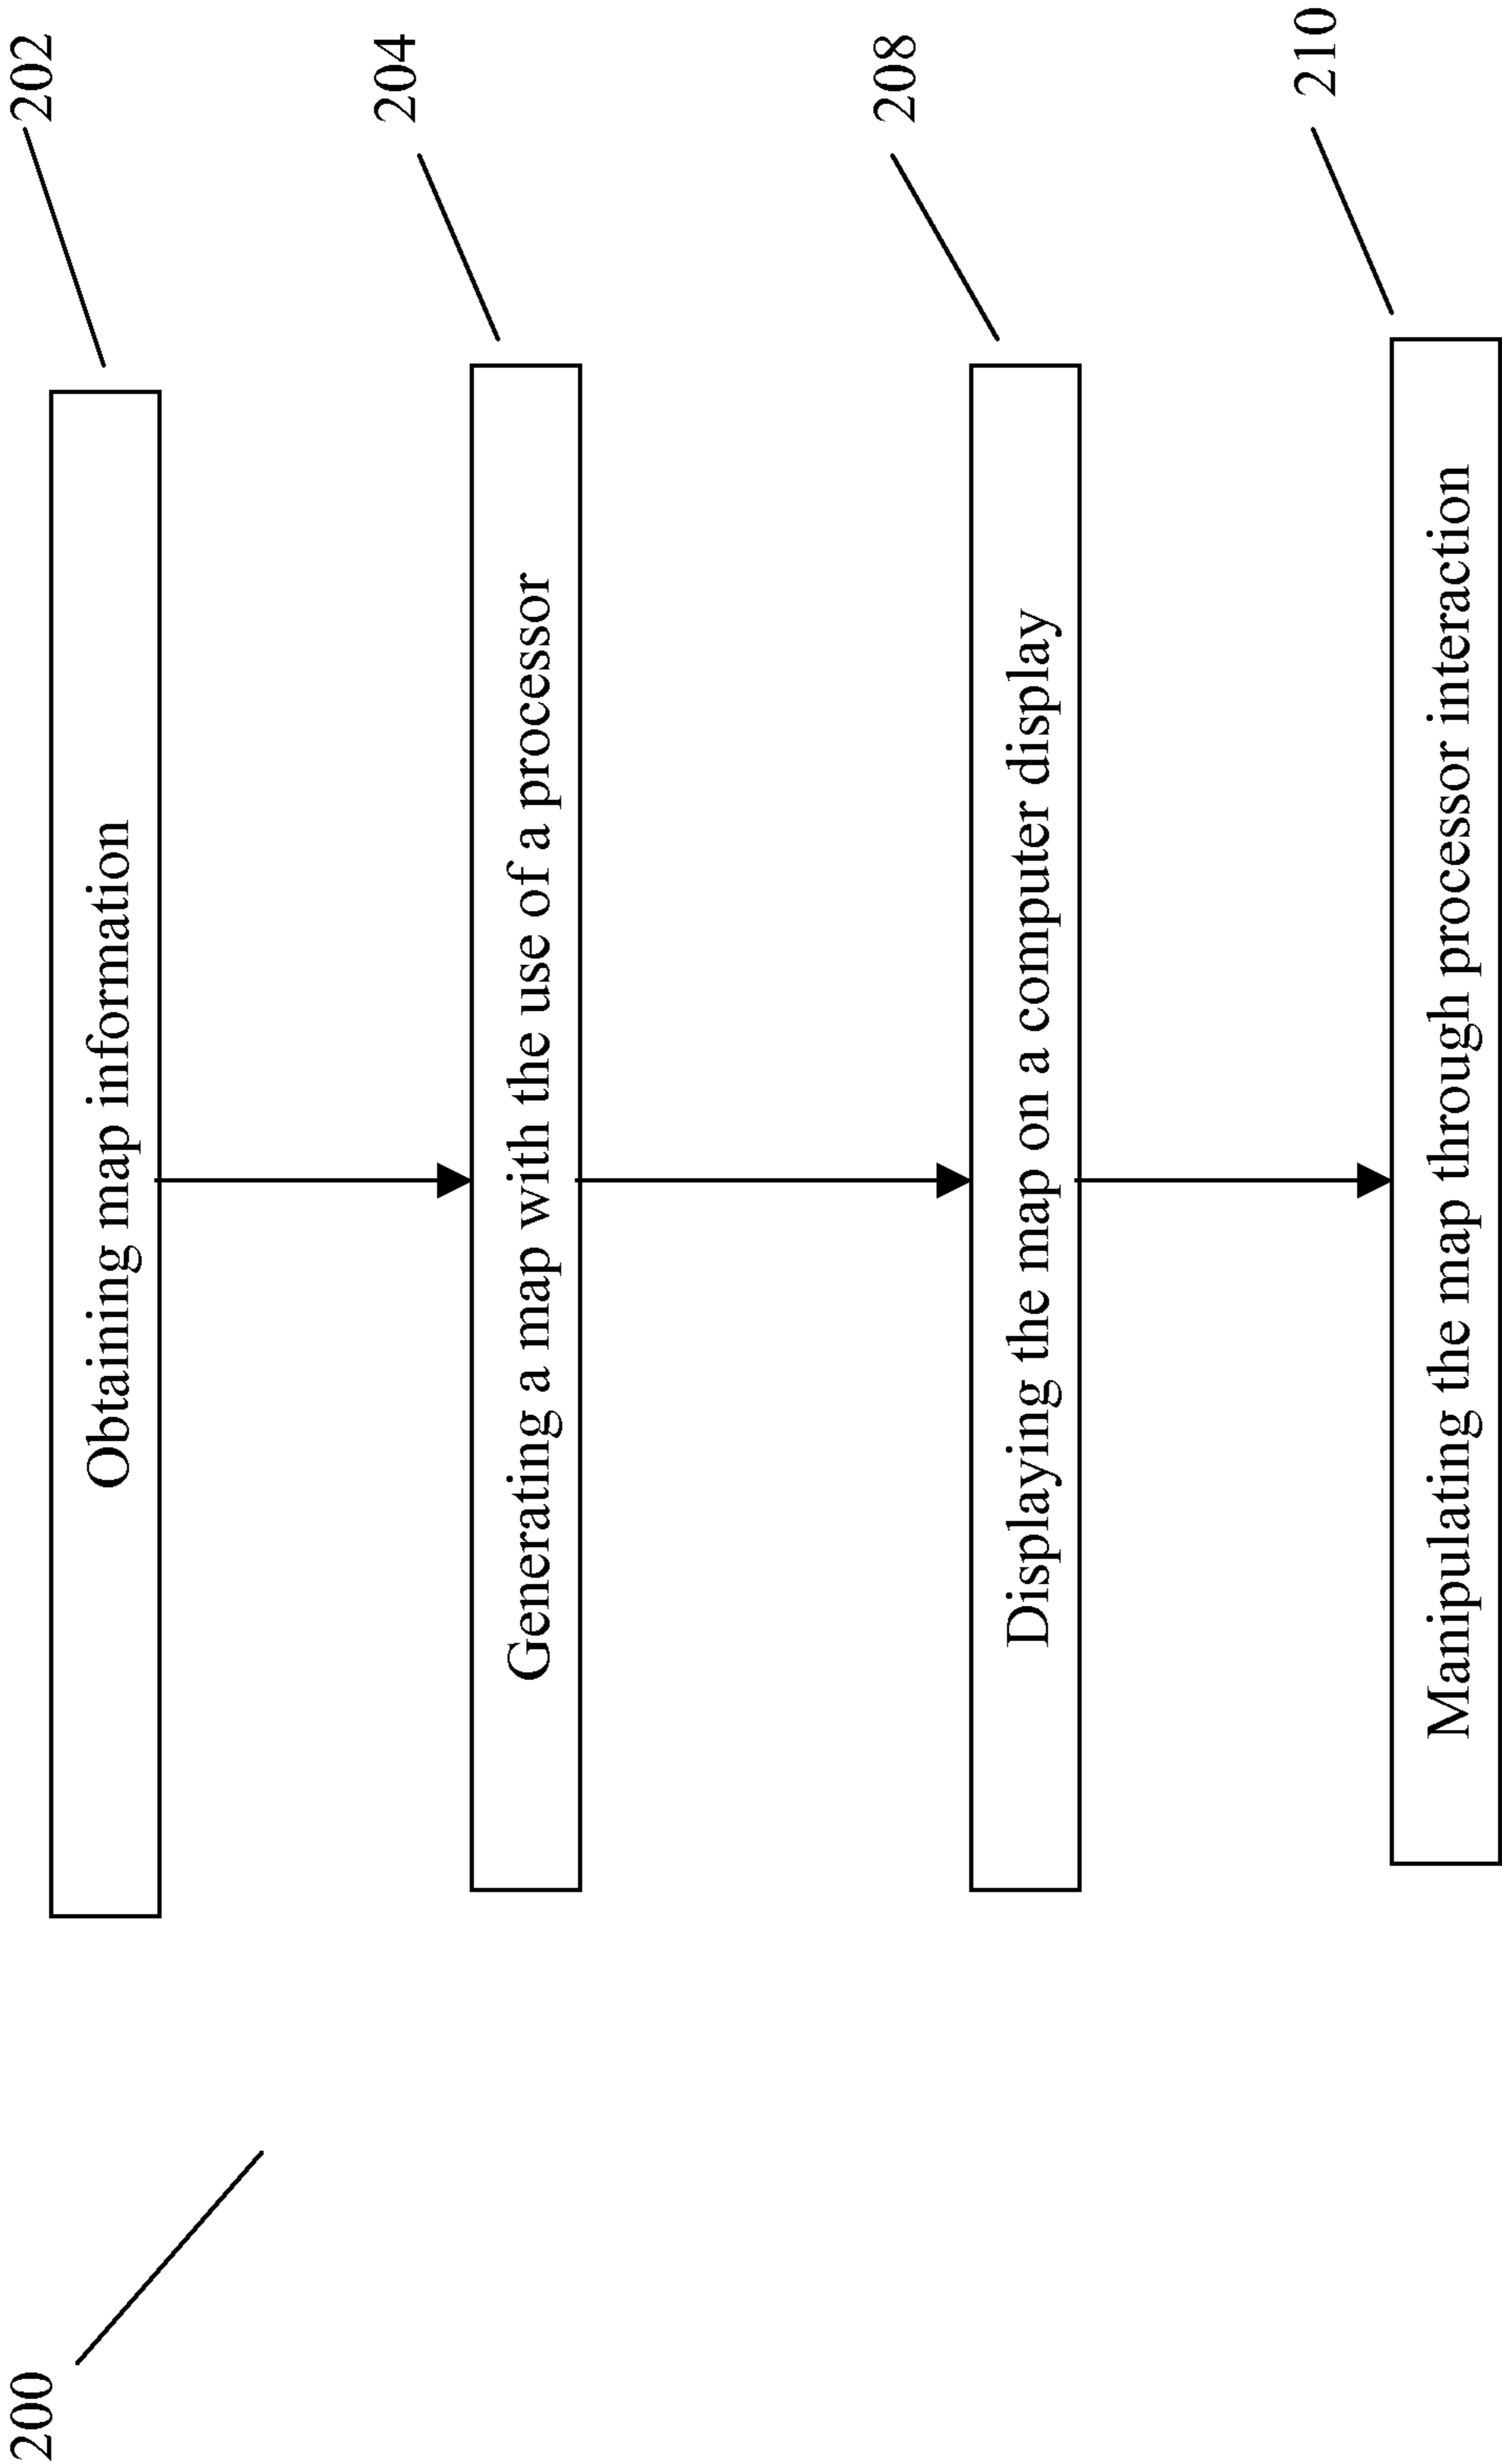 200
202
Obtaining map information
204
Generating a map with the use of a processor
208
Displaying the map on a computer display
210
Manipulating the map through processor interaction